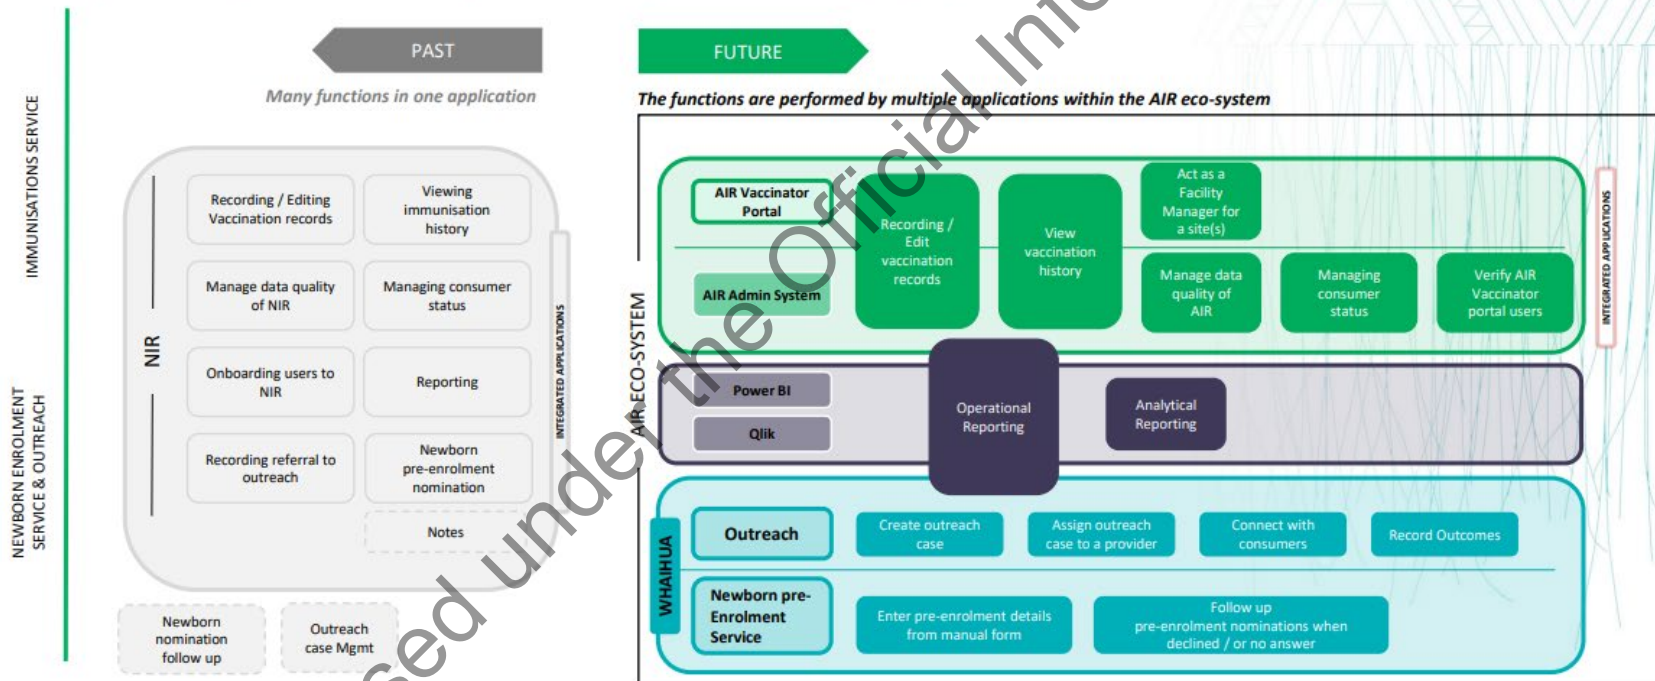 PAST
Many functions in one application
FUTURE
The functions are performed by multiple applications within the AIR eco-system
IMMUNISATIONS SERVICE
NEWBORN ENROLMENT
SERVICE & OUTREACH
NIR
Recording / Editing
Vaccination records
Viewing
immunisation
history
Manage data quality
of NIR
Managing consumer
status
Onboarding users to
NIR
Reporting
Recording referral to
outreach
Newborn
pre-enrolment
nomination
Notes
INTEGRATED APPLICATIONS
Newborn
nomination
follow up
Outreach
case Mgmt
AIR ECO-SYSTEM
AIR Vaccinator
Portal
AIR Admin System
Recording /
Edit
vaccination
records
View
vaccination
history
Act as a
Facility
Manager for
a site(s)
Manage data
quality of
AIR
Managing
consumer
status
Verify AIR
Vaccinator
portal users
INTEGRATED APPLICATIONS
Power BI
Qlik
Operational
Reporting
Analytical
Reporting
WHAIHUA
Outreach
Create outreach
case
Assign outreach
case to a provider
Connect with
consumers
Record Outcomes
Newborn pre-
Enrolment
Service
Enter pre-enrolment details
from manual form
Follow up
pre-enrolment nominations when
declined / or no answer
sed under the Official Info